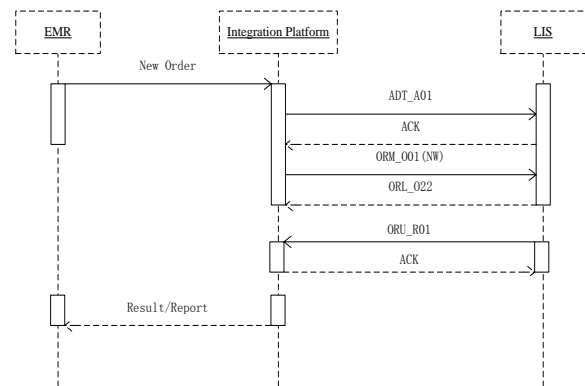 EMR
Integration Platform
LIS
New Order
ADT_A01
ACK
ORM_O01(NW)
ORL_O22
ORU_R01
ACK
Result/Report